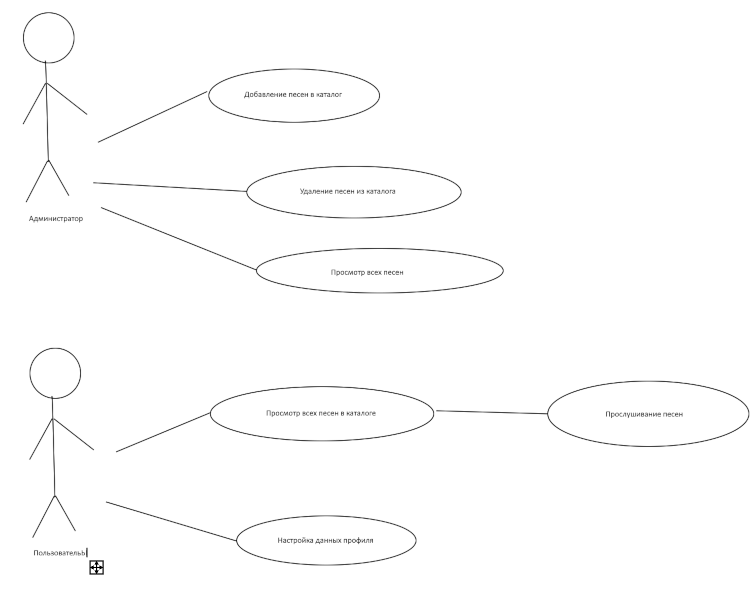 Добавление песен в каталог
Удаление песен из каталога
Администратор
Просмотр всех песен
Просмотр всех песен в каталоге
Прослушивание песен
Настройка данных профиля
Пользовательь